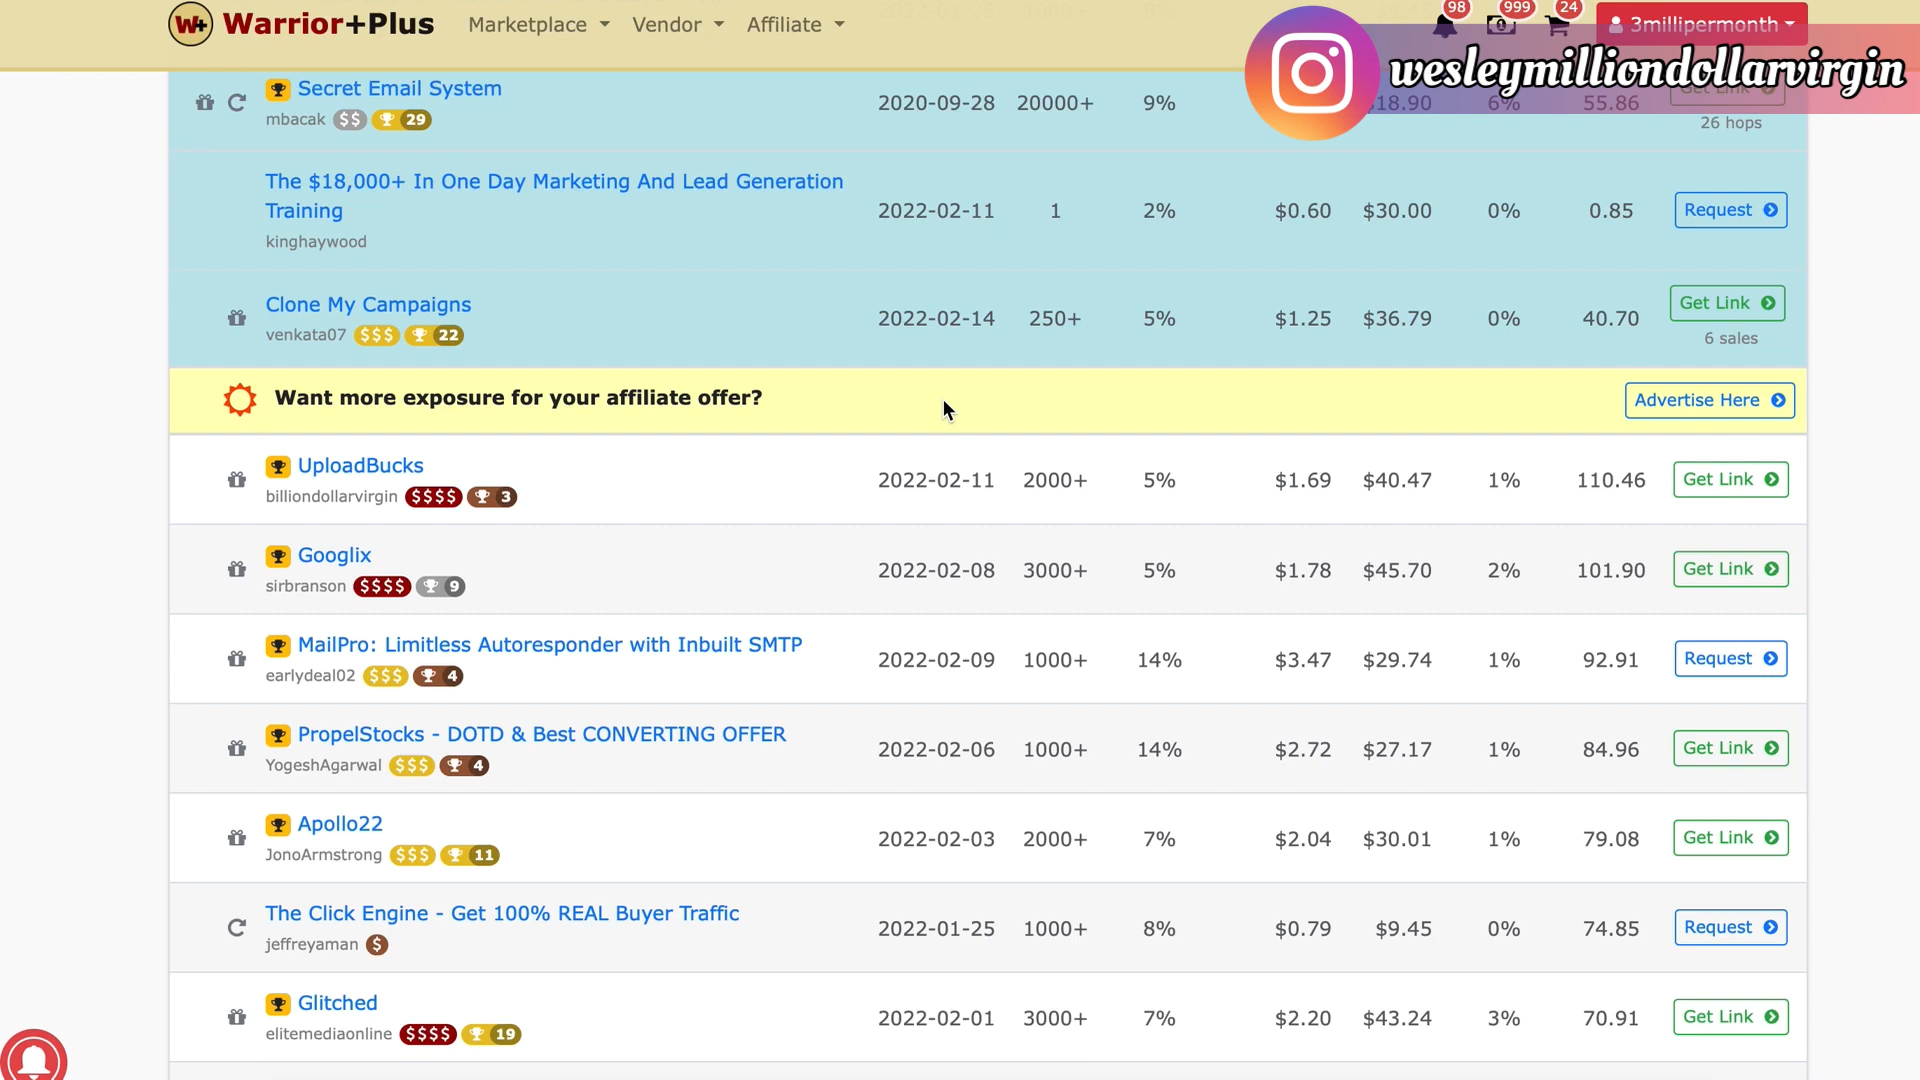 W+ Warrior+Plus Marketplace Vendor Affiliate 98 999 24 3millipermonth
wesleymilliondollarvirgin
Secret Email System
mbacak $$ 29
2020-09-28 20000+ 9% $18.90 6% 55.86 Get Link
26 hops
The $18,000+ In One Day Marketing And Lead Generation
Training
kinghaywood
2022-02-11 1 2% $0.60 $30.00 0% 0.85 Request
Clone My Campaigns
venkata07 $$$ 22
2022-02-14 250+ 5% $1.25 $36.79 0% 40.70 Get Link
6 sales
Want more exposure for your affiliate offer? Advertise Here
UploadBucks
billiondollarvirgin $$$$ 3
2022-02-11 2000+ 5% $1.69 $40.47 1% 110.46 Get Link
Googlix
sirbranson $$$$ 9
2022-02-08 3000+ 5% $1.78 $45.70 2% 101.90 Get Link
MailPro: Limitless Autoresponder with Inbuilt SMTP
earlydeal02 $$$ 4
2022-02-09 1000+ 14% $3.47 $29.74 1% 92.91 Request
PropelStocks - DOTD & Best CONVERTING OFFER
YogeshAgarwal $$$ 4
2022-02-06 1000+ 14% $2.72 $27.17 1% 84.96 Get Link
Apollo22
JonoArmstrong $$$ 11
2022-02-03 2000+ 7% $2.04 $30.01 1% 79.08 Get Link
The Click Engine - Get 100% REAL Buyer Traffic
jeffreyaman $
2022-01-25 1000+ 8% $0.79 $9.45 0% 74.85 Request
Glitched
elitemediaonline $$$$ 19
2022-02-01 3000+ 7% $2.20 $43.24 3% 70.91 Get Link